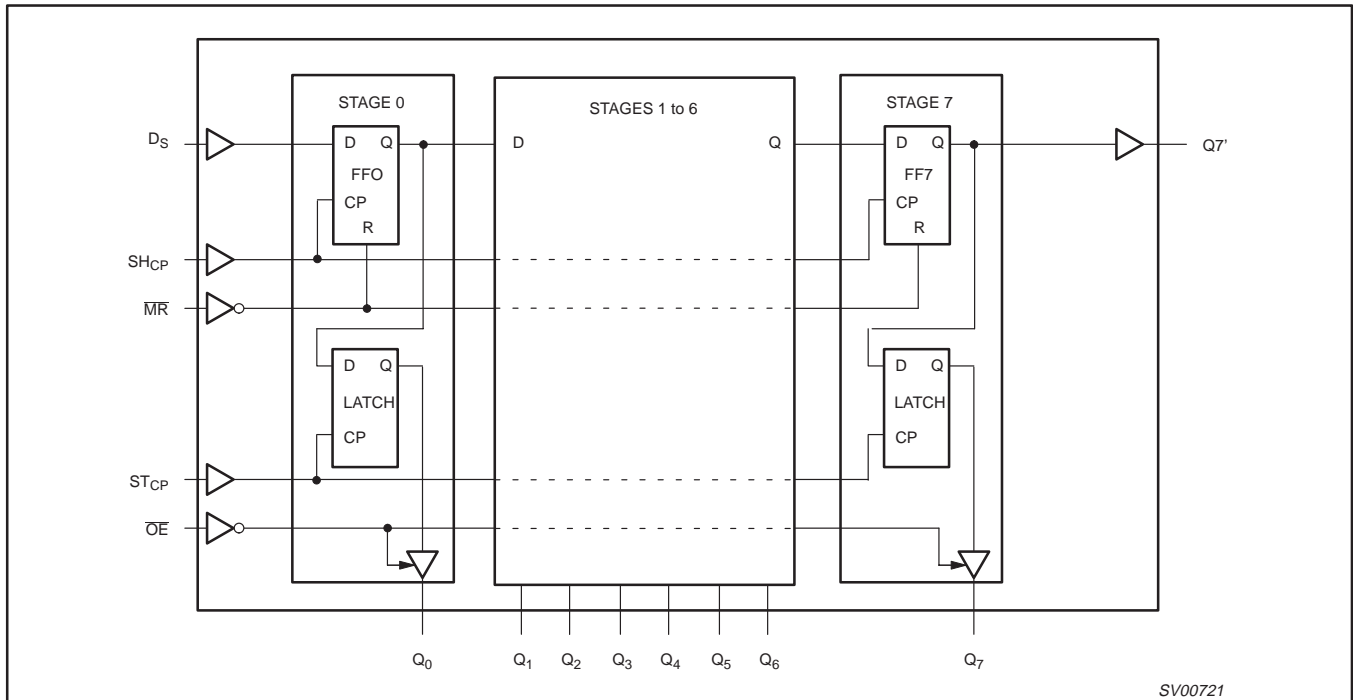 STAGE 0
STAGES 1 to 6
STAGE 7
DS
D Q
D Q
D Q
Q7'
FFO
FF7
CP
CP
R
R
SHCP
MR
D Q
D Q
LATCH
LATCH
CP
CP
STCP
OE
Q0 Q1 Q2 Q3 Q4 Q5 Q6 Q7
SV00721